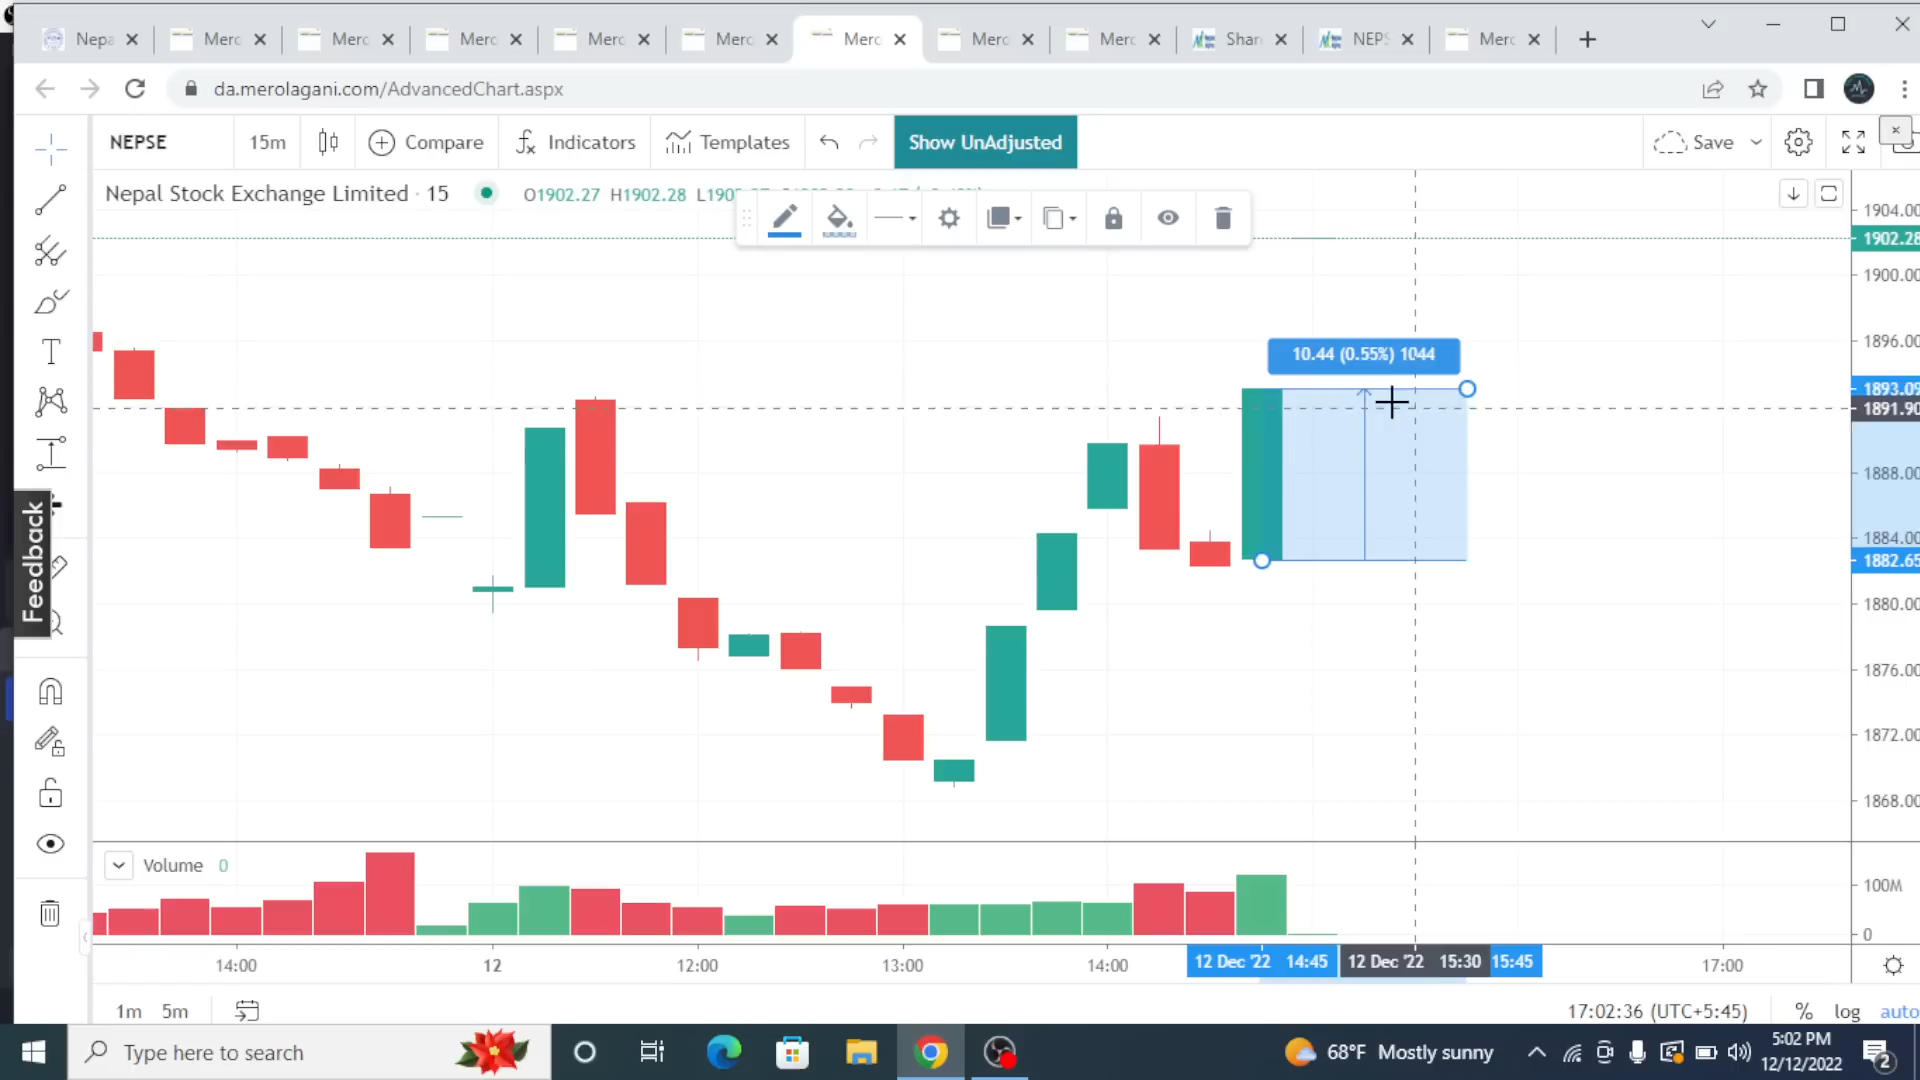 Nepa Merc Merc Merc Merc Merc Merc Merc Merc Shar NEPS Merc
da.merolagani.com/AdvancedChart.aspx
NEPSE 15m Compare Indicators Templates Show UnAdjusted Save
Nepal Stock Exchange Limited · 15 O1902.27 H1902.28
1904.00
1902.28
1900.00
1896.00
10.44 (0.55%) 1044
1893.09
1891.90
1888.00
1884.00
1882.65
1880.00
1876.00
1872.00
1868.00
Feedback
Volume 0
100M
0
14:00 12 12:00 13:00 14:00 12 Dec '22 14:45 12 Dec '22 15:30 15:45 17:00
1m 5m 17:02:36 (UTC+5:45) % log auto
Type here to search 68°F Mostly sunny 5:02 PM
12/12/2022 2